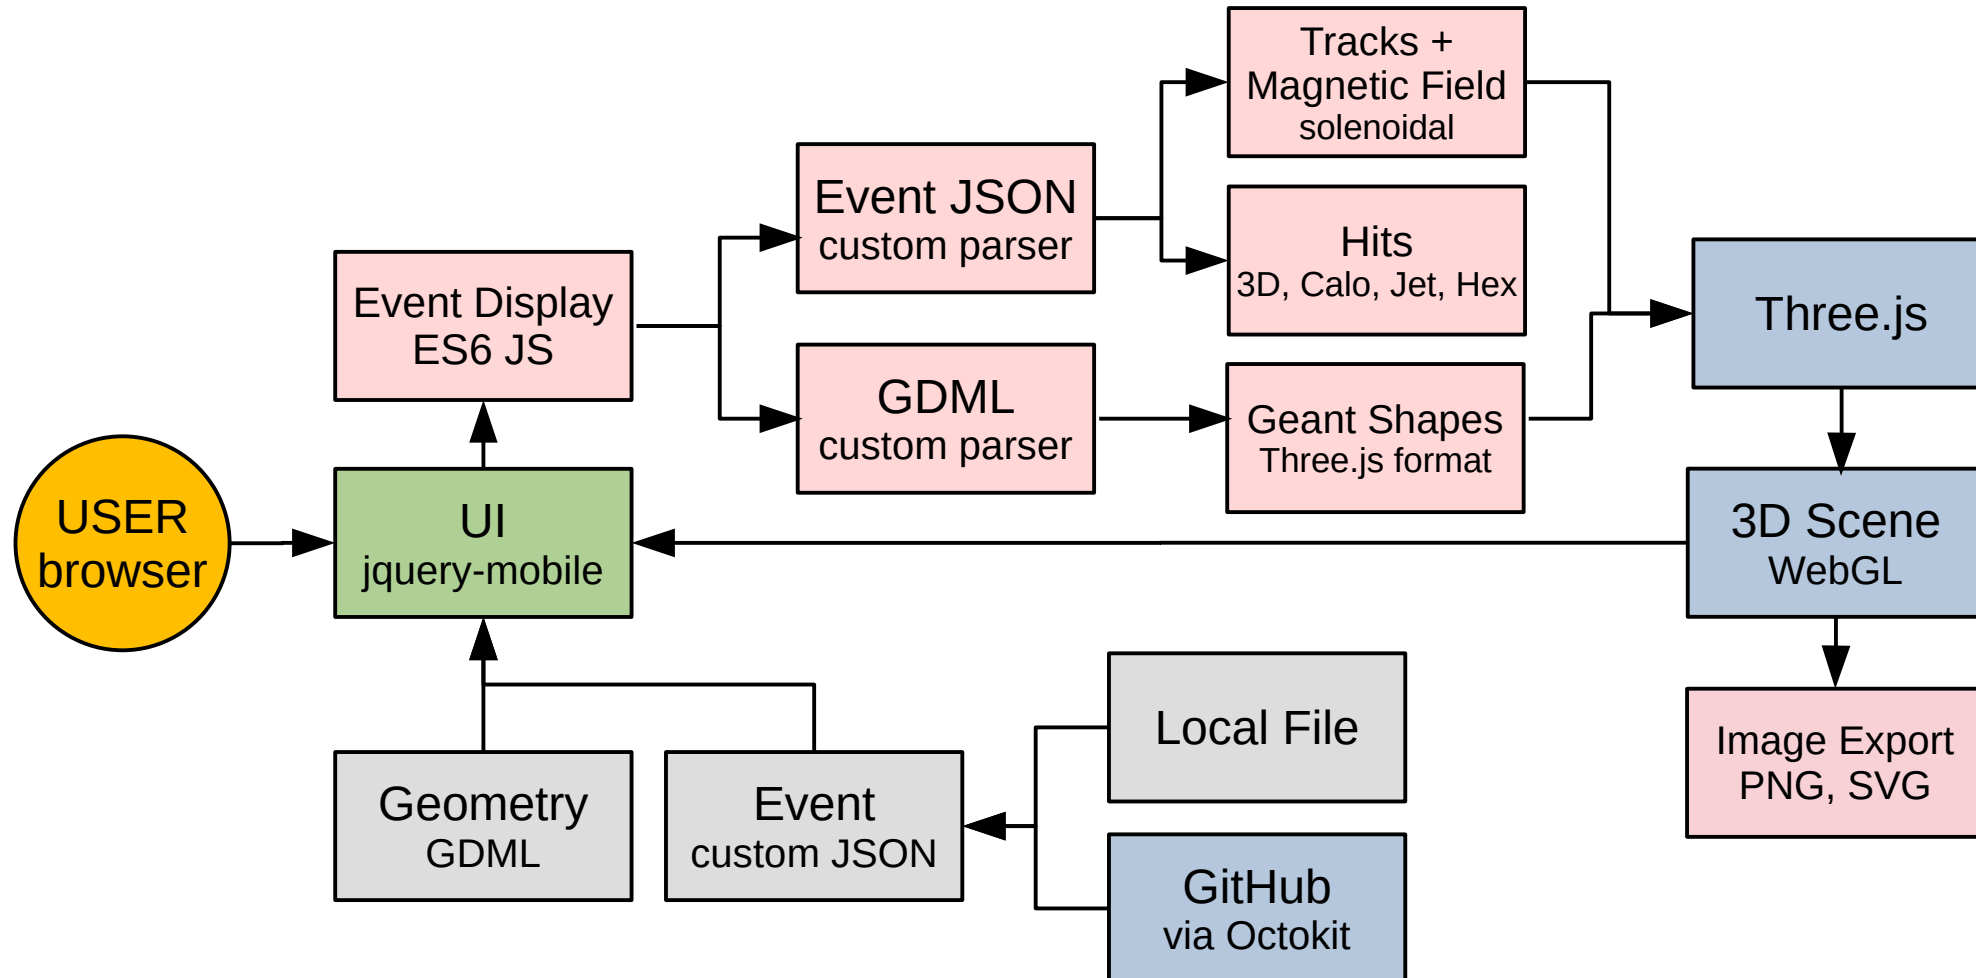 Tracks +
Magnetic Field
solenoidal
Event JSON
custom parser
Hits
3D, Calo, Jet, Hex
Event Display
ES6 JS
Three.js
GDML
custom parser
Geant Shapes
Three.js format
USER
browser
UI
jquery-mobile
3D Scene
WebGL
Local File
Image Export
PNG, SVG
Geometry
GDML
Event
custom JSON
GitHub
via Octokit